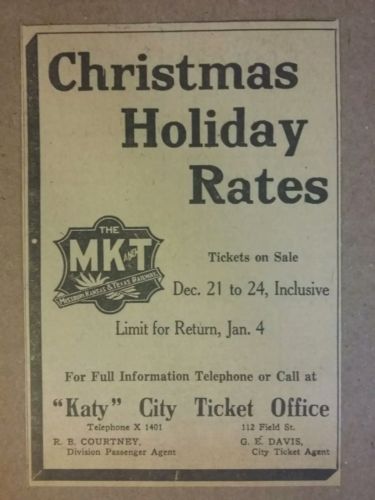 Christmas
Holiday
Rates
THE
MK AND T
MISSOURI, KANSAS & TEXAS RAILWAY
Tickets on Sale
Dec. 21 to 24, Inclusive
Limit for Return, Jan. 4
For Full Information Telephone or Call at
"Katy" City Ticket Office
Telephone X 1401 112 Field St.
R. B. COURTNEY, G. E. DAVIS,
Division Passenger Agent City Ticket Agent